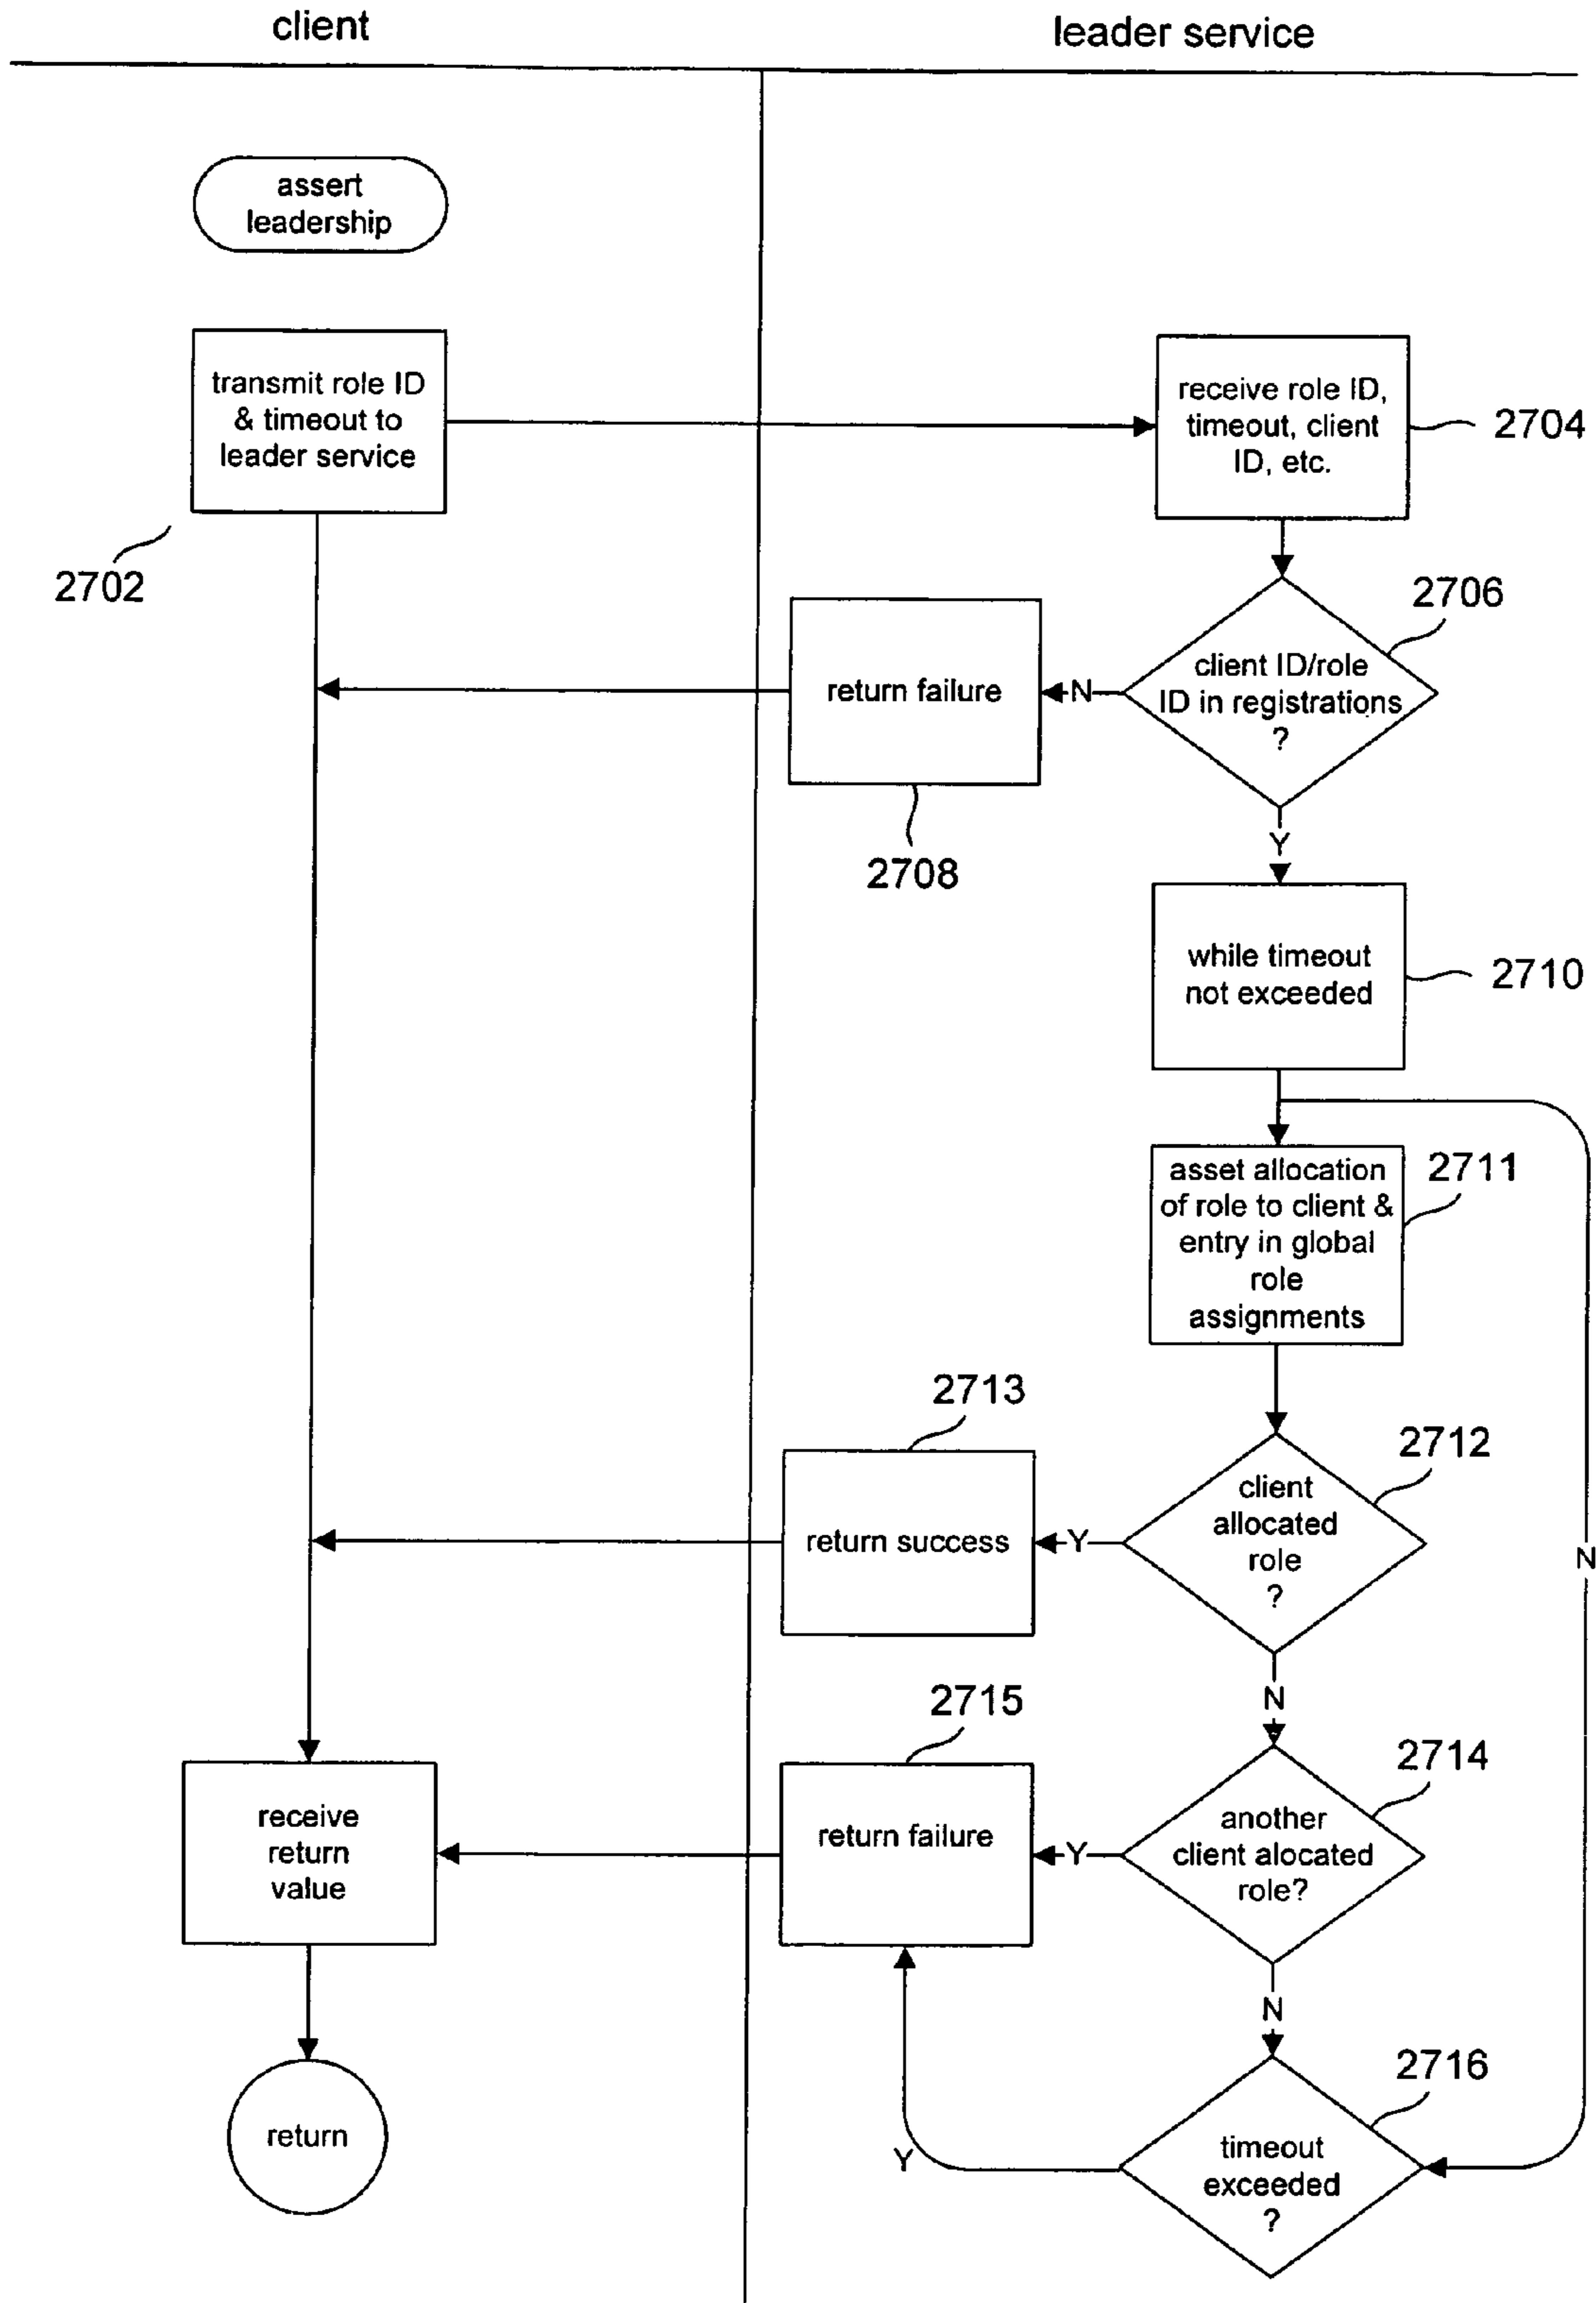 client
leader service
assert
leadership
transmit role ID
& timeout to
leader service
2702
receive role ID,
timeout, client
ID, etc.
2704
2706
client ID/role
ID in registrations
?
N
return failure
2708
Y
while timeout
not exceeded
2710
asset allocation
of role to client &
entry in global
role
assignments
2711
2713
return success
Y
2712
client
allocated
role
?
N
N
2715
return failure
Y
2714
another
client alocated
role?
receive
return
value
N
return
2716
timeout
exceeded
?
Y